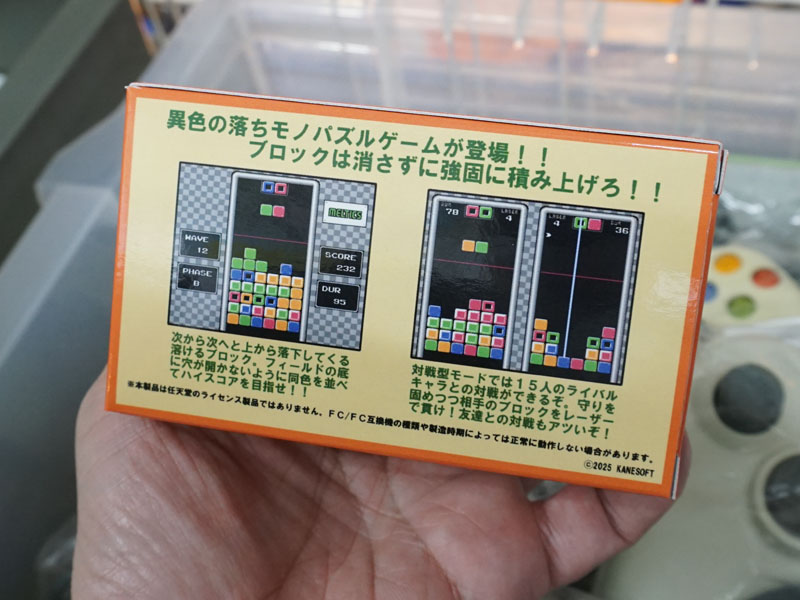 異色の落ちモノパズルゲームが登場！！
ブロックは消さずに強固に積み上げろ！！
MELTICS
WAVE
12
PHASE
B
SCORE
232
DUR
95
DUR
78
LASER
4
LASER
4
DUR
36
次から次へと上から落下してくる
溶けるブロック。フィールドの底
に穴が開かないように同色を並べ
てハイスコアを目指せ！！
対戦型モードでは１５人のライバル
キャラとの対戦ができるぞ。守りを
固めつつ相手のブロックをレーザー
で貫け！友達との対戦もアツいぞ！
※本製品は任天堂のライセンス製品ではありません。ＦＣ/ＦＣ互換機の種類や製造時期によっては正常に動作しない場合があります。
©2025 KANESOFT